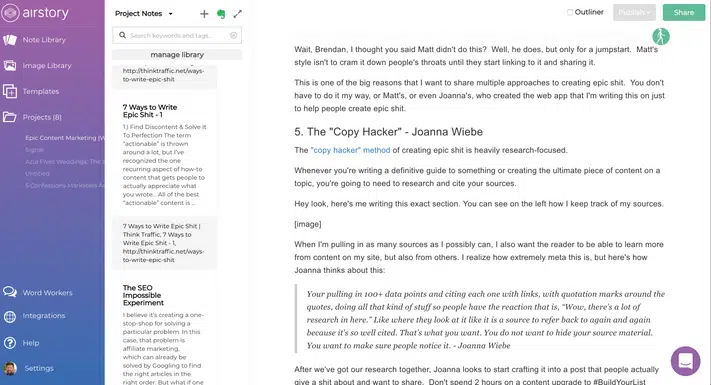 airstory
Note Library
Image Library
Templates
Projects (8)
Epic Content Marketing (W
Sigstr
Azul Fives Weddings: The
Untitled
5 Confessions Marketers A
Word Workers
Integrations
Help
Settings
Project Notes
Search keywords and tags...
manage library
http://thinktraffic.net/ways-
to-write-epic-shit
7 Ways to Write
Epic Shit - 1
1.) Find Discontent & Solve It
To Perfection The term
"actionable" is thrown
around a lot, but I've
recognized the one
recurring aspect of how-to
content that gets people to
actually appreciate what
you wrote... All of the best
"actionable" content is ...
7 Ways to Write Epic Shit |
Think Traffic, 7 Ways to
Write Epic Shit - 1,
http://thinktraffic.net/ways-
to-write-epic-shit
The SEO
Impossible
Experiment
I believe it's creating a one-
stop-shop for solving a
particular problem. In this
case, that problem is
affiliate marketing,
which can already be
solved by Googling to find
the right articles in the
right order. But what if one
Outliner
Publish
Share
Wait, Brendan, I thought you said Matt didn't do this? Well, he does, but only for a jumpstart. Matt's
style isn't to cram it down people's throats until they start linking to it and sharing it.
This is one of the big reasons that I want to share multiple approaches to creating epic shit. You don't
have to do it my way, or Matt's, or even Joanna's, who created the web app that I'm writing this on just
to help people create epic shit.
5. The "Copy Hacker" - Joanna Wiebe
The "copy hacker" method of creating epic shit is heavily research-focused.
Whenever you're writing a definitive guide to something or creating the ultimate piece of content on a
topic, you're going to need to research and cite your sources.
Hey look, here's me writing this exact section. You can see on the left how I keep track of my sources.
[image]
When I'm pulling in as many sources as I possibly can, I also want the reader to be able to learn more
from content on my site, but also from others. I realize how extremely meta this is, but here's how
Joanna thinks about this:
Your pulling in 100+ data points and citing each one with links, with quotation marks around the
quotes, doing all that kind of stuff so people have the reaction that is, "Wow, there's a lot of
research in here." Like where they look at it like it is a source to refer back to again and again
because it's so well cited. That's what you want. You do not want to hide your source material.
You want to make sure people notice it. - Joanna Wiebe
After we've got our research together, Joanna looks to start crafting it into a post that people actually
give a shit about and want to share. Don't spend 2 hours on a content upgrade to #BuildYourList